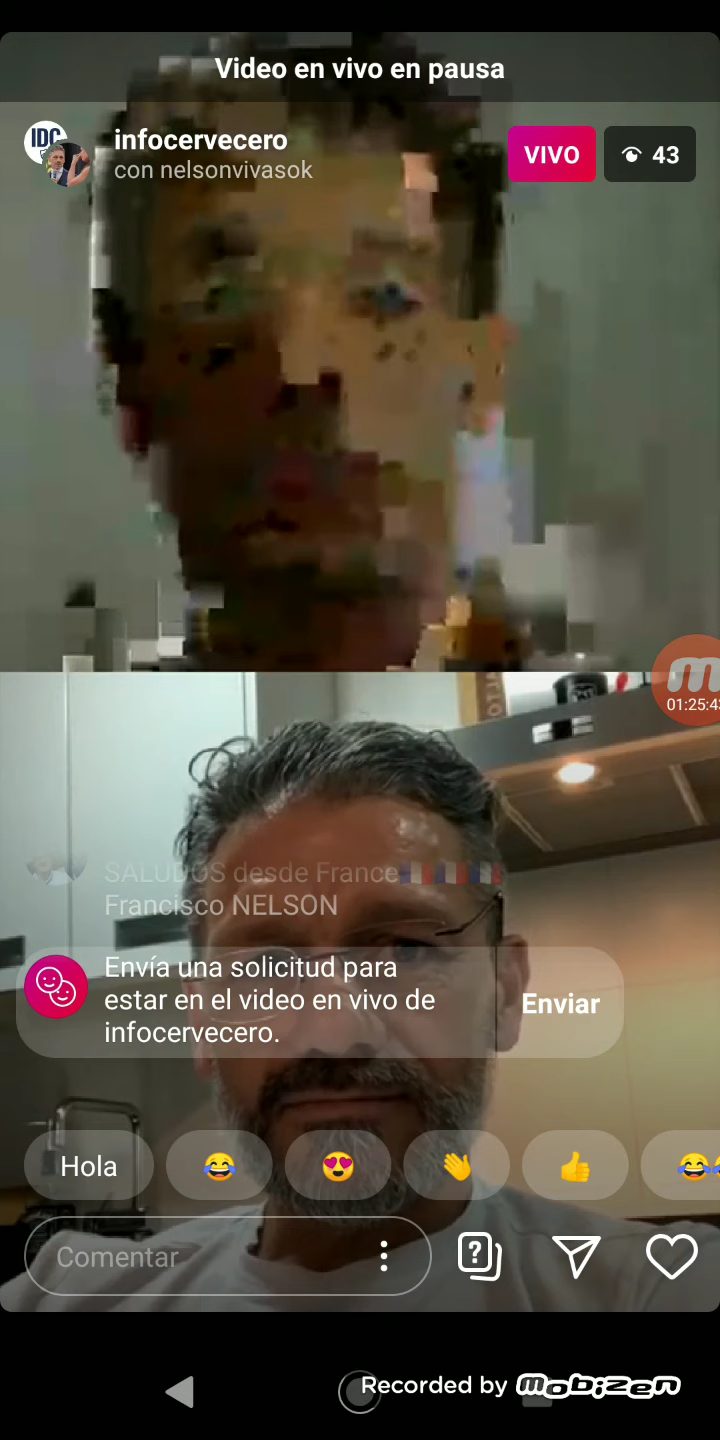 Video en vivo en pausa
IDC
infocervecero
con nelsonvivasok
VIVO
43
01:25:43
SALUDOS desde France🇫🇷🇫🇷🇫🇷
Francisco NELSON
Envía una solicitud para
estar en el video en vivo de
infocervecero.
Enviar
Hola
😂
😍
👋
👍
😂
Comentar
Recorded by mobizen